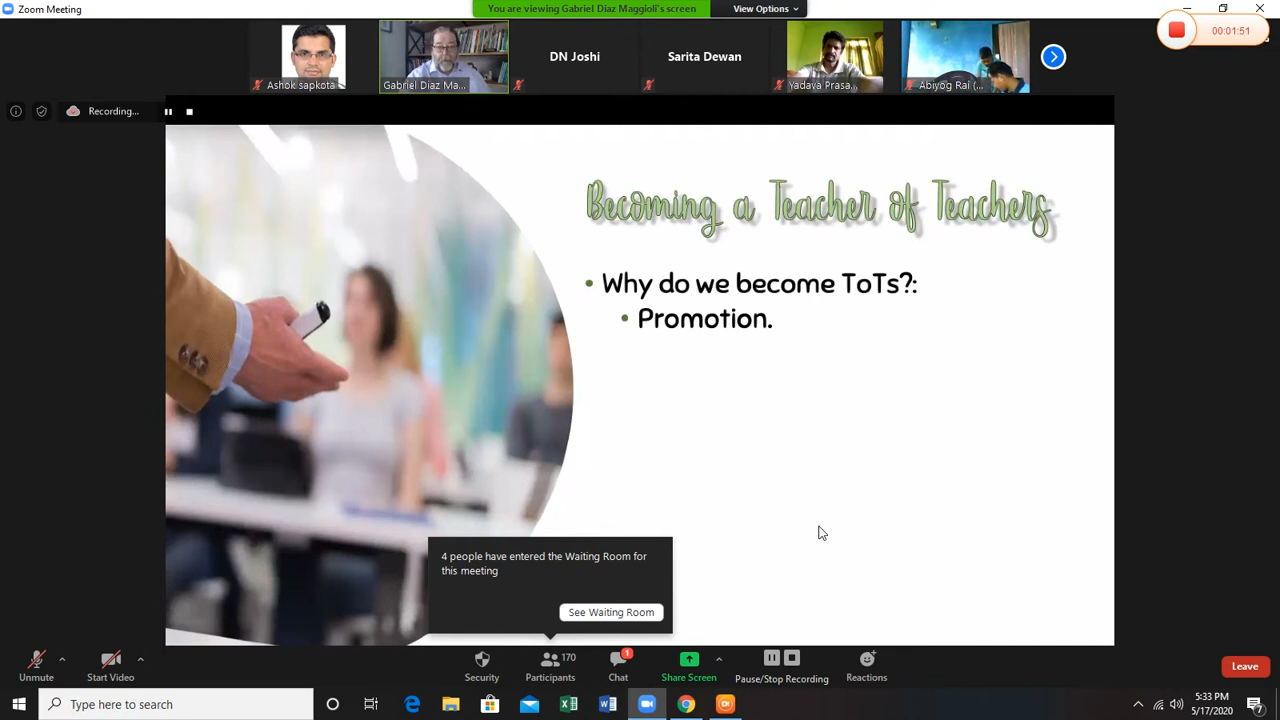 Zoom Meeting
You are viewing Gabriel Diaz Maggioli's screen
View Options
00:01:51
Ashok sapkota
Gabriel Diaz Ma...
DN Joshi
Sarita Dewan
Yadava Prasa...
Abiyog Rai (...
Recording...
Becoming a Teacher of Teachers
• Why do we become ToTs?:
• Promotion.
4 people have entered the Waiting Room for
this meeting
See Waiting Room
Unmute
Start Video
Security
170
Participants
1
Chat
Share Screen
Pause/Stop Recording
Reactions
Leave
Type here to search
5:33 PM
5/17/2020
7